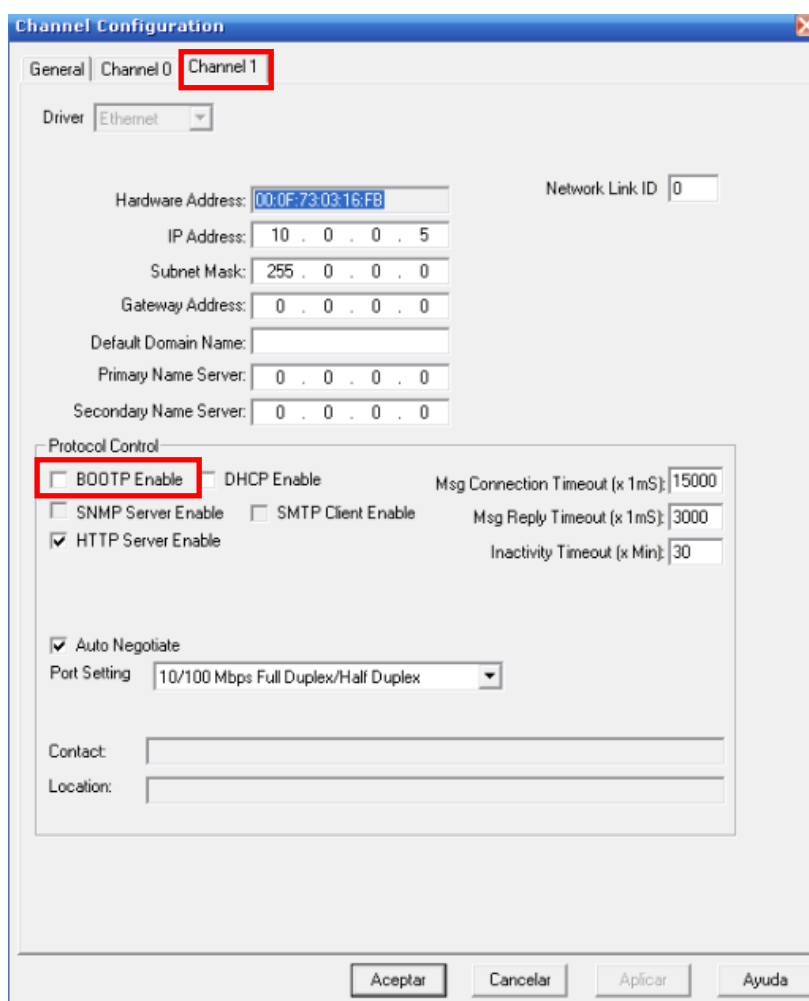 Channel Configuration
General Channel 0 Channel 1
Driver Ethernet
Network Link ID 0
Hardware Address: 00:0F:73:03:16:FB
IP Address: 10 . 0 . 0 . 5
Subnet Mask: 255 . 0 . 0 . 0
Gateway Address: 0 . 0 . 0 . 0
Default Domain Name:
Primary Name Server: 0 . 0 . 0 . 0
Secondary Name Server: 0 . 0 . 0 . 0
Protocol Control
BOOTP Enable DHCP Enable Msg Connection Timeout (x 1mS): 15000
SNMP Server Enable SMTP Client Enable Msg Reply Timeout (x 1mS): 3000
HTTP Server Enable Inactivity Timeout (x Min): 30
Auto Negotiate
Port Setting 10/100 Mbps Full Duplex/Half Duplex
Contact:
Location:
Aceptar Cancelar Aplicar Ayuda